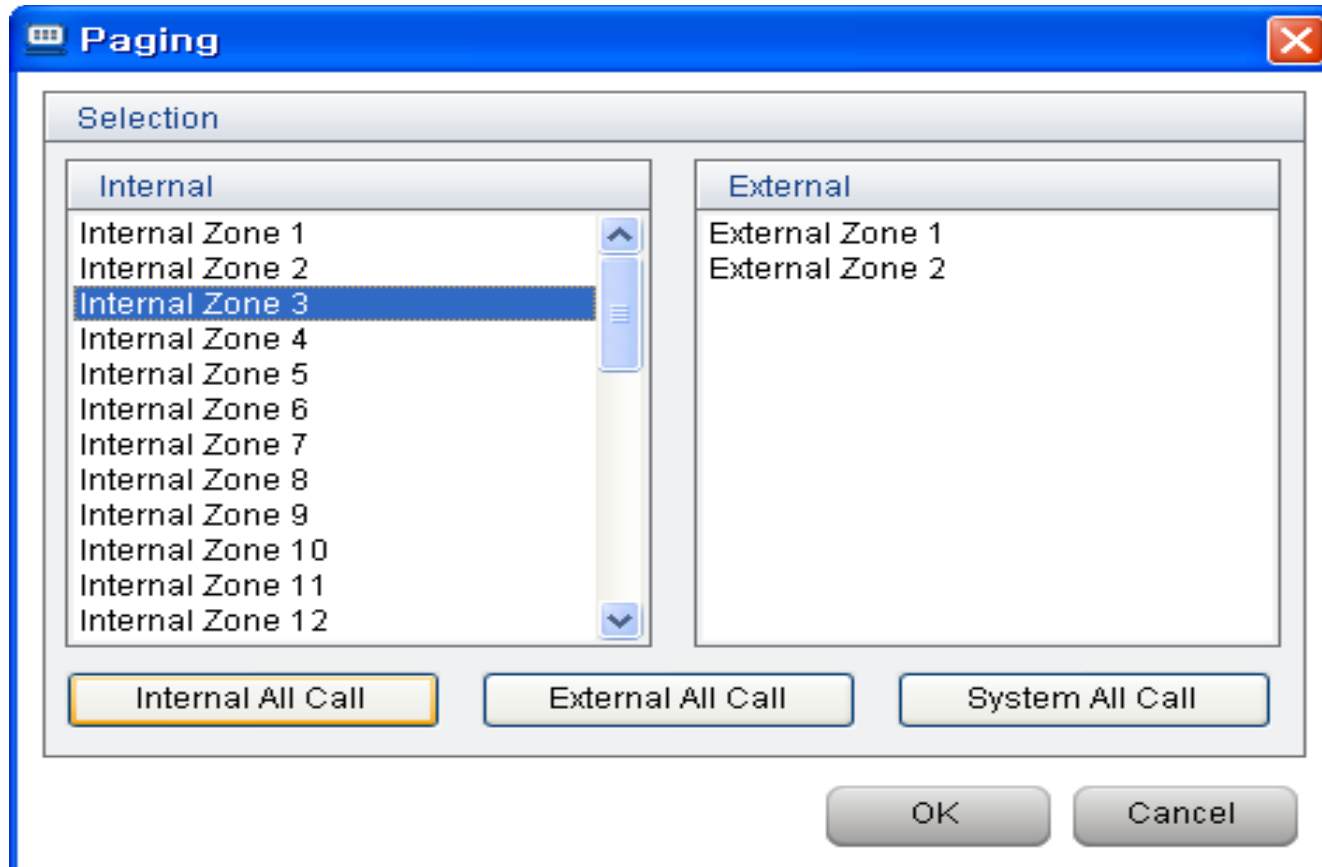 Paging
Selection
Internal
Internal Zone 1
Internal Zone 2
Internal Zone 3
Internal Zone 4
Internal Zone 5
Internal Zone 6
Internal Zone 7
Internal Zone 8
Internal Zone 9
Internal Zone 10
Internal Zone 11
Internal Zone 12
External
External Zone 1
External Zone 2
Internal All Call
External All Call
System All Call
OK
Cancel